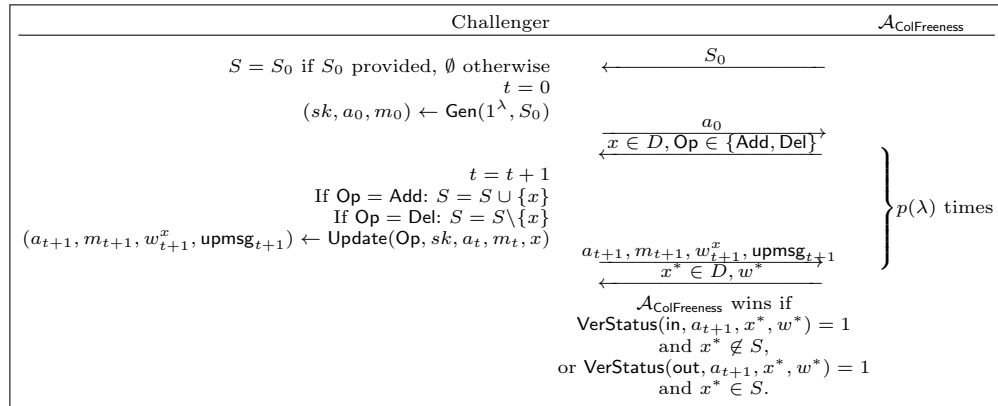 Challenger 𝒜_ColFreeness
S = S_0 if S_0 provided, ∅ otherwise S_0
t = 0
(sk, a_0, m_0) ← Gen(1^λ, S_0)
a_0
x ∈ D, Op ∈ {Add, Del}
t = t + 1
If Op = Add: S = S ∪ {x}
If Op = Del: S = S\{x}
p(λ) times
(a_{t+1}, m_{t+1}, w^x_{t+1}, upmsg_{t+1}) ← Update(Op, sk, a_t, m_t, x)
a_{t+1}, m_{t+1}, w^x_{t+1}, upmsg_{t+1}
x* ∈ D, w*
𝒜_ColFreeness wins if
VerStatus(in, a_{t+1}, x*, w*) = 1
and x* ∉ S,
or VerStatus(out, a_{t+1}, x*, w*) = 1
and x* ∈ S.